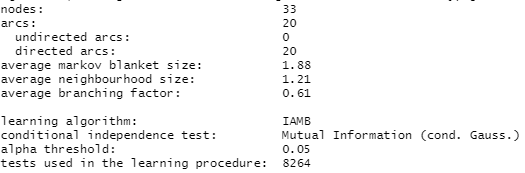 nodes: 33
arcs: 20
undirected arcs: 0
directed arcs: 20
average markov blanket size: 1.88
average neighbourhood size: 1.21
average branching factor: 0.61
learning algorithm: IAMB
conditional independence test: Mutual Information (cond. Gauss.)
alpha threshold: 0.05
tests used in the learning procedure: 8264